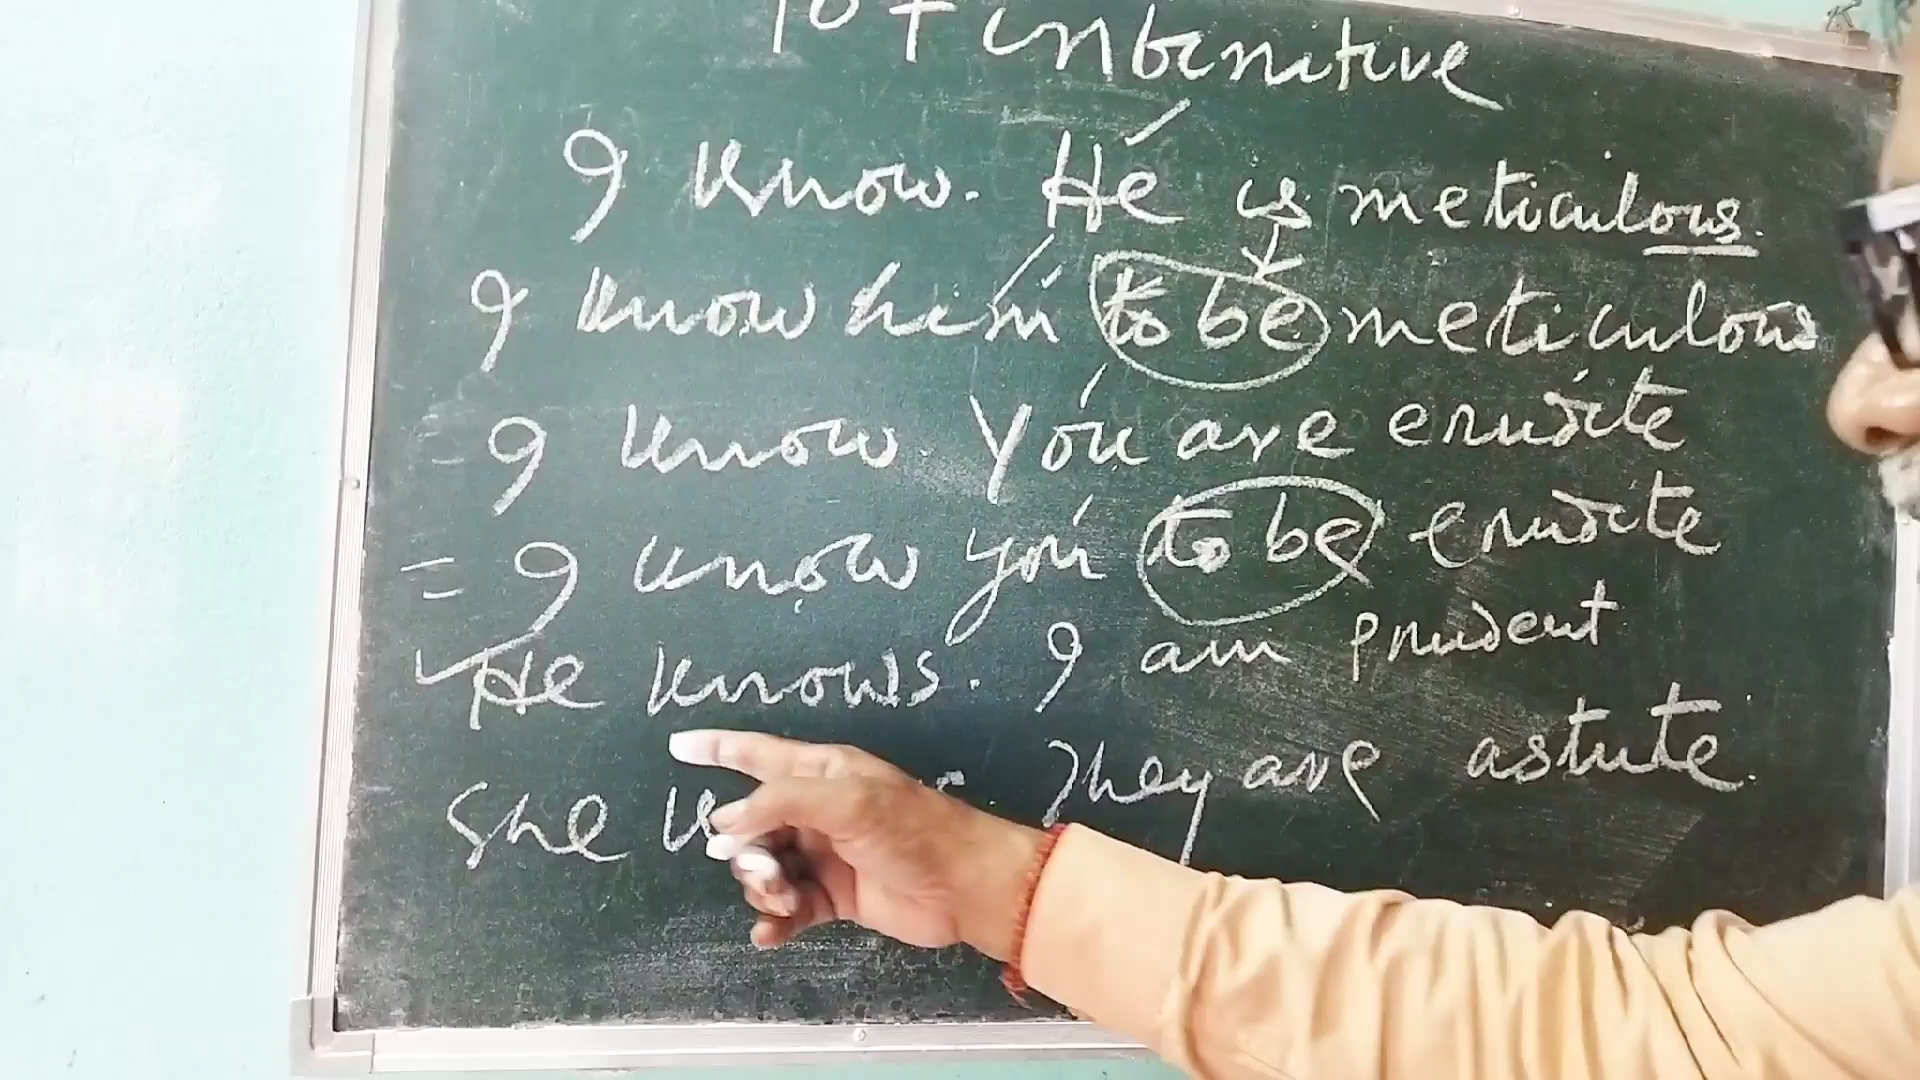 To + infinitive
I know. He is meticulous.
I know him to be meticulous
= I know you are erudite
= I know you to be erudite
He knows. I am prudent
She They are astute.